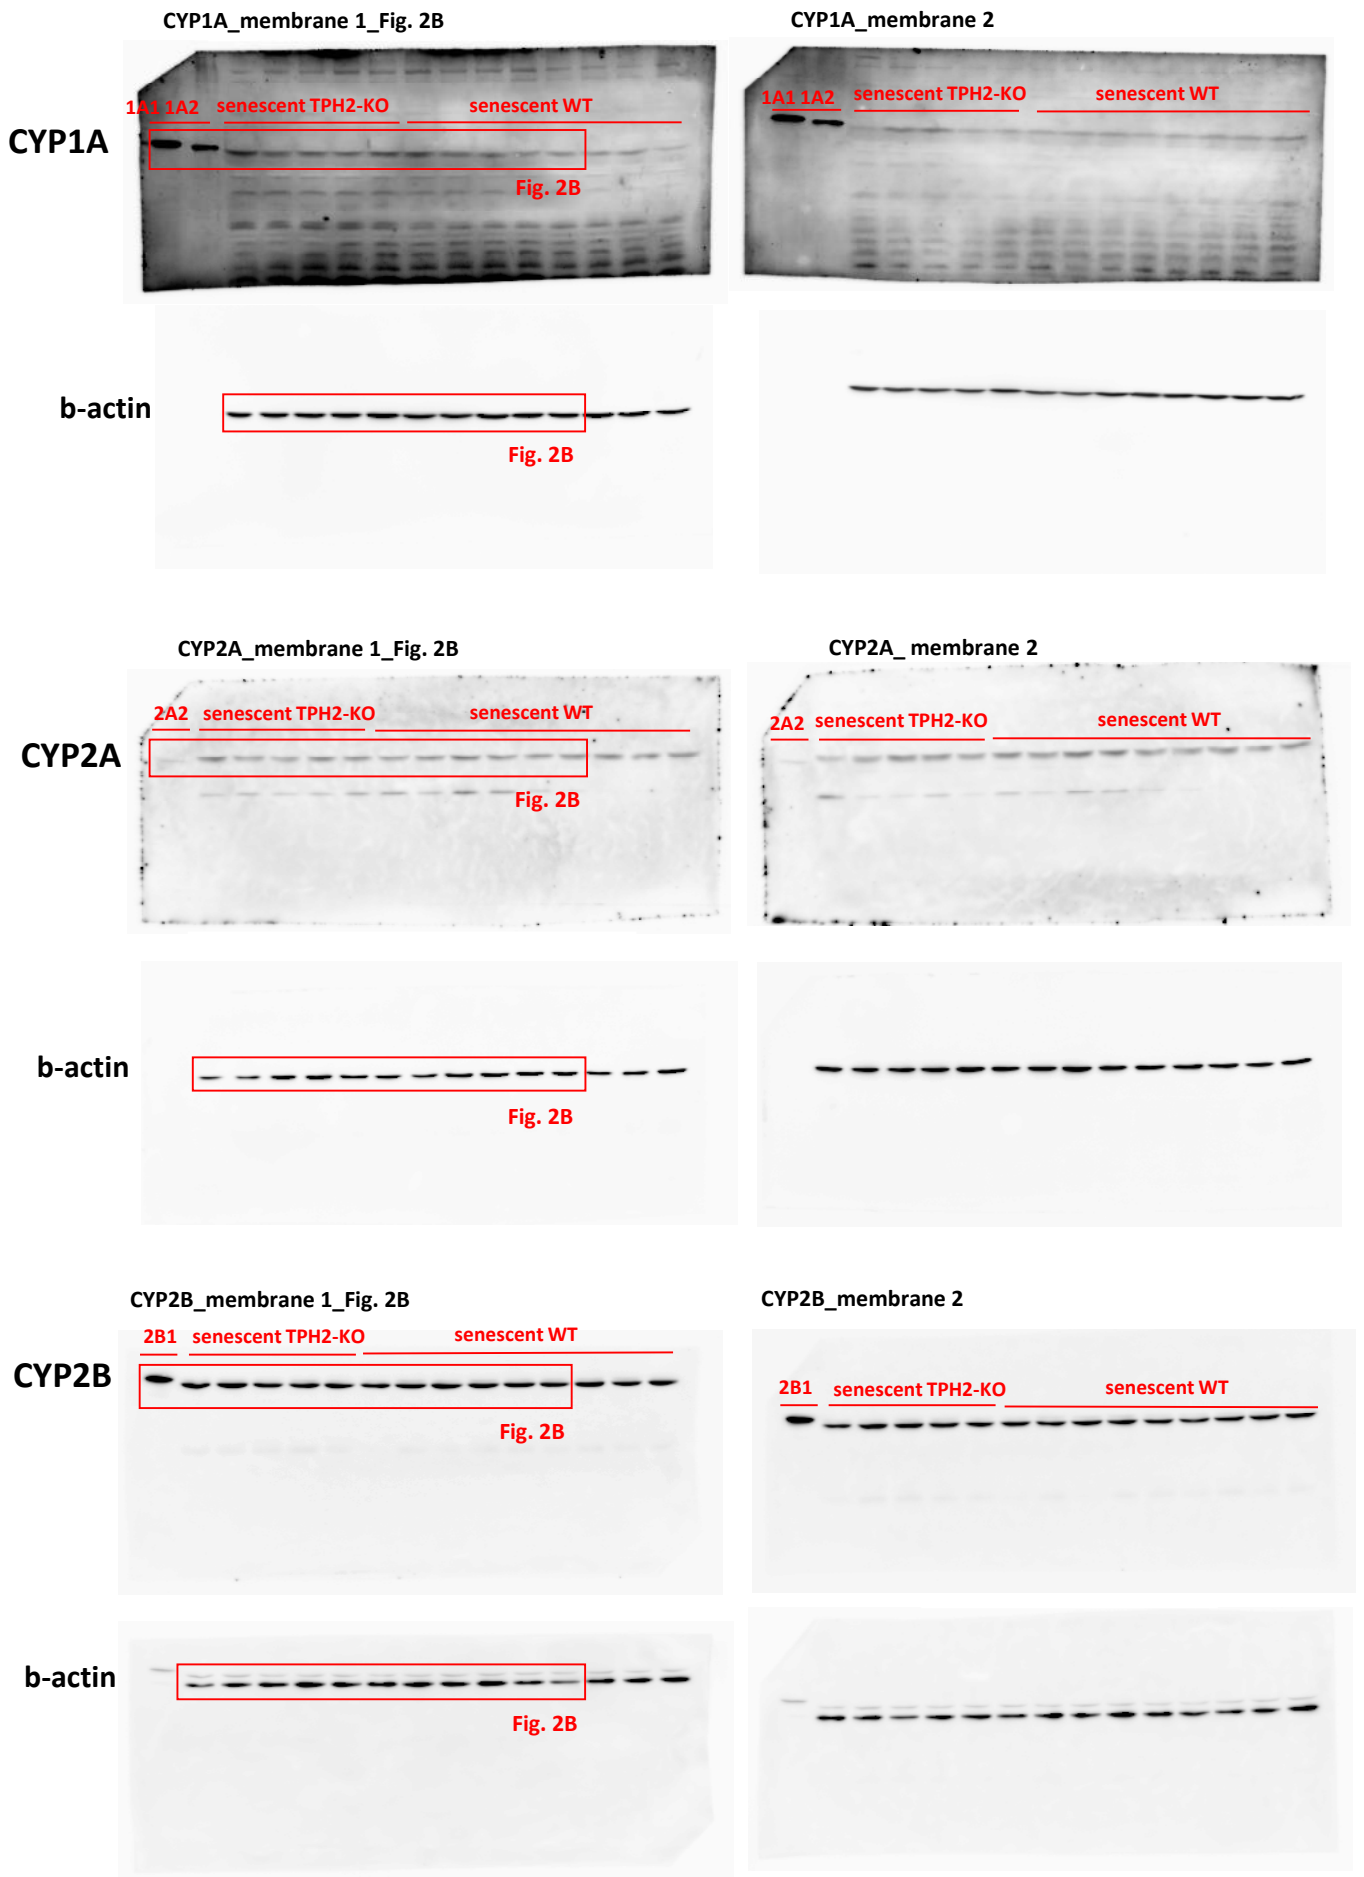 CYP1A_membrane 1_Fig. 2B
CYP1A_membrane 2
1A1 1A2 senescent TPH2-KO senescent WT
1A1 1A2 senescent TPH2-KO senescent WT
CYP1A
Fig. 2B
b-actin
Fig. 2B
CYP2A_membrane 1_Fig. 2B
CYP2A_ membrane 2
2A2 senescent TPH2-KO senescent WT
2A2 senescent TPH2-KO senescent WT
CYP2A
Fig. 2B
b-actin
Fig. 2B
CYP2B_membrane 1_Fig. 2B
CYP2B_membrane 2
2B1 senescent TPH2-KO senescent WT
CYP2B
2B1 senescent TPH2-KO senescent WT
Fig. 2B
b-actin
Fig. 2B